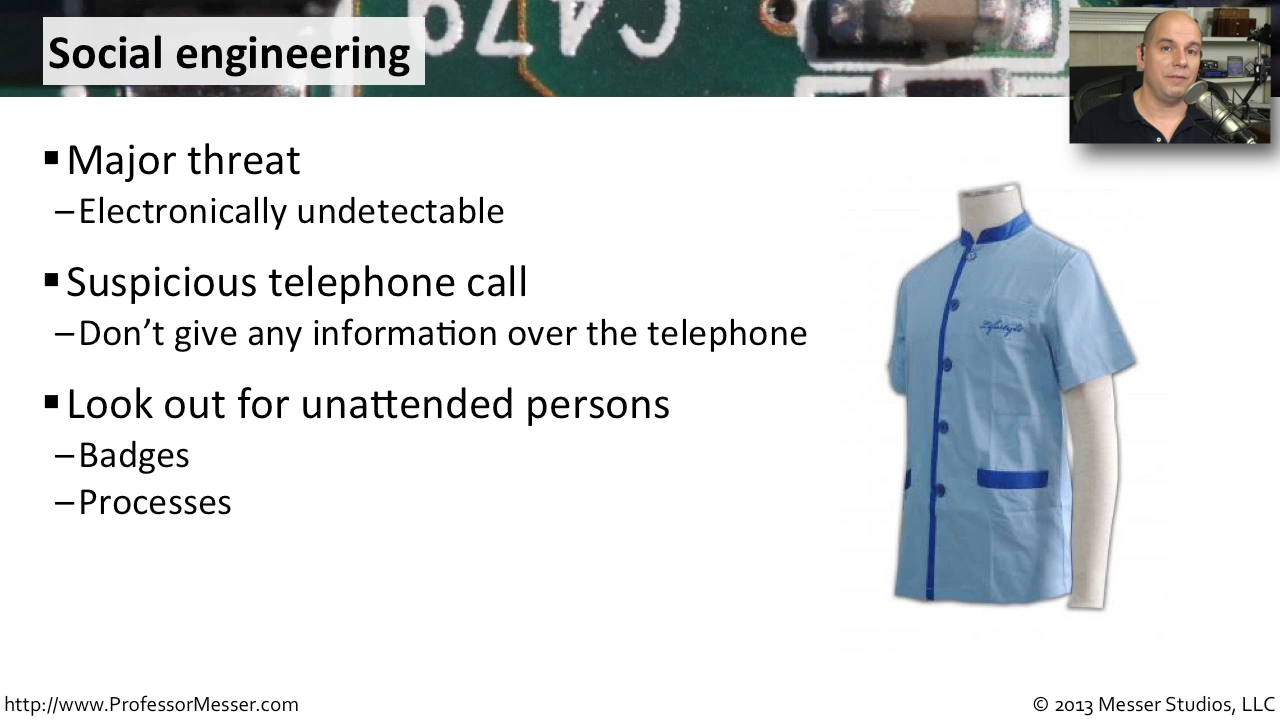 Social engineering
▪Major threat
–Electronically undetectable
▪Suspicious telephone call
–Don’t give any information over the telephone
▪Look out for unattended persons
–Badges
–Processes
http://www.ProfessorMesser.com
© 2013 Messer Studios, LLC